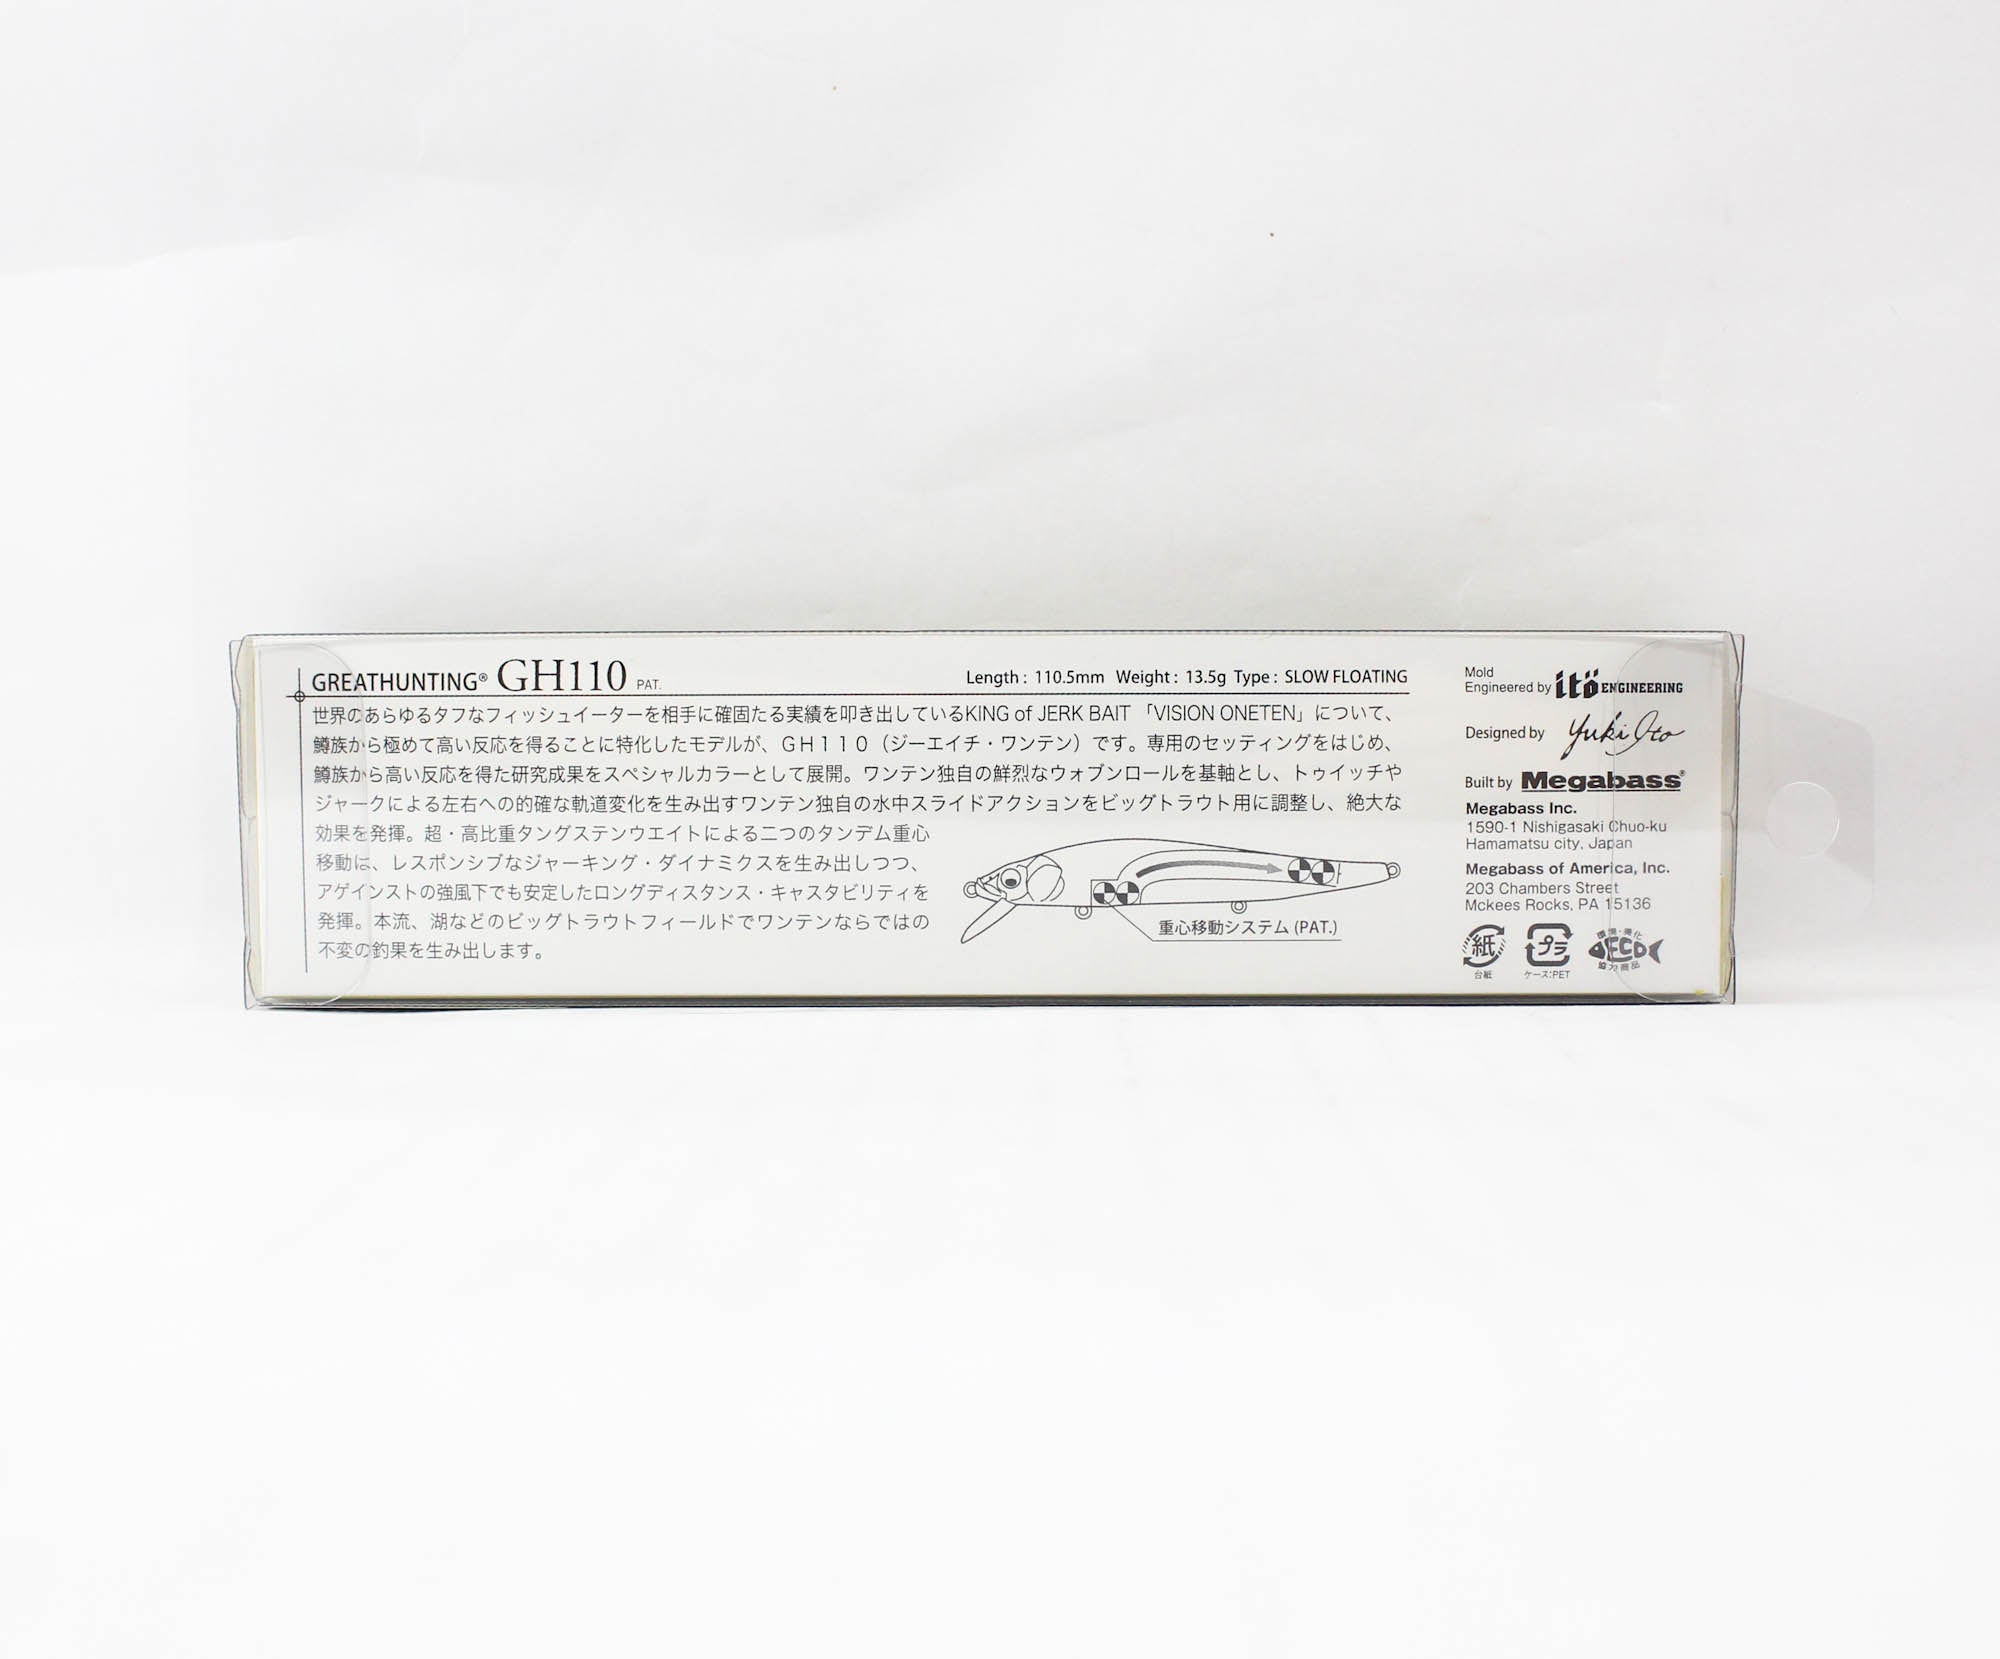 GREATHUNTING® GH110 PAT.
Length : 110.5mm Weight : 13.5g Type : SLOW FLOATING
世界のあらゆるタフなフィッシュイーターを相手に確固たる実績を叩き出しているKING of JERK BAIT 「VISION ONETEN」について、
鱒族から極めて高い反応を得ることに特化したモデルが、GH110（ジーエイチ・ワンテン）です。専用のセッティングをはじめ、
鱒族から高い反応を得た研究成果をスペシャルカラーとして展開。ワンテン独自の鮮烈なウォブンロールを基軸とし、トゥイッチや
ジャークによる左右への的確な軌道変化を生み出すワンテン独自の水中スライドアクションをビッグトラウト用に調整し、絶大な
効果を発揮。超・高比重タングステンウエイトによる二つのタンデム重心
移動は、レスポンシブなジャーキング・ダイナミクスを生み出しつつ、
アゲインストの強風下でも安定したロングディスタンス・キャスタビリティを
発揮。本流、湖などのビッグトラウトフィールドでワンテンならではの
不変の釣果を生み出します。
重心移動システム (PAT.)
Mold
Engineered by itö ENGINEERING
Designed by Yuki Ito
Built by Megabass®
Megabass Inc.
1590-1 Nishigasaki Chuo-ku
Hamamatsu city, Japan
Megabass of America, Inc.
203 Chambers Street
Mckees Rocks, PA 15136
紙
台紙
プラ
ケース:PET
環境・美化
ECO
協力商品